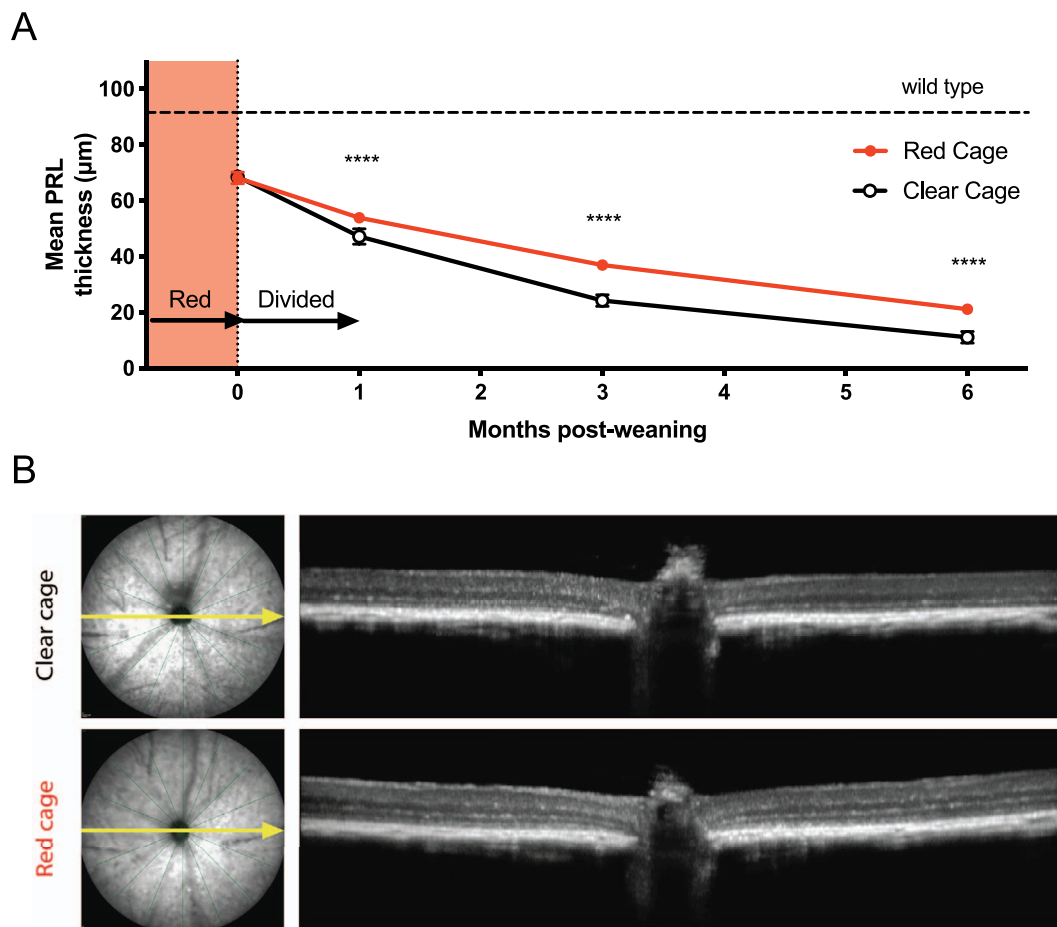 A
100
80
60
40
20
0
Mean PRL
thickness (μm)
wild type
Red Cage
Clear Cage
****
****
****
Red
Divided
0
1
2
3
4
5
6
Months post-weaning
B
Clear cage
Red cage